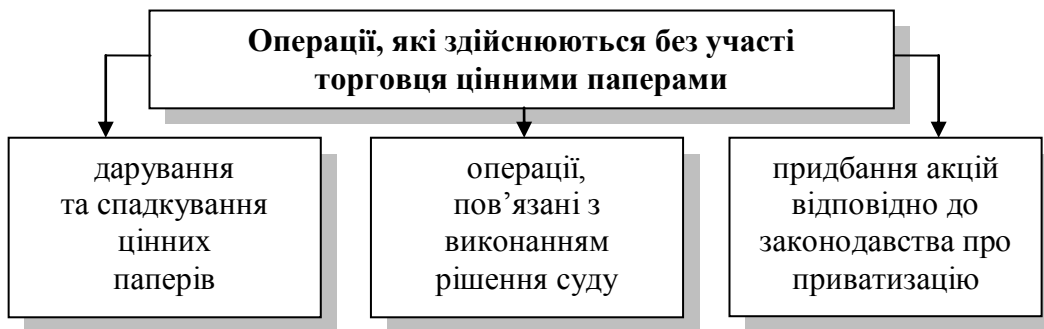 Операції, які здійснюються без участі
торговця цінними паперами
дарування
та спадкування
цінних
паперів
операції,
пов’язані з
виконанням
рішення суду
придбання акцій
відповідно до
законодавства про
приватизацію